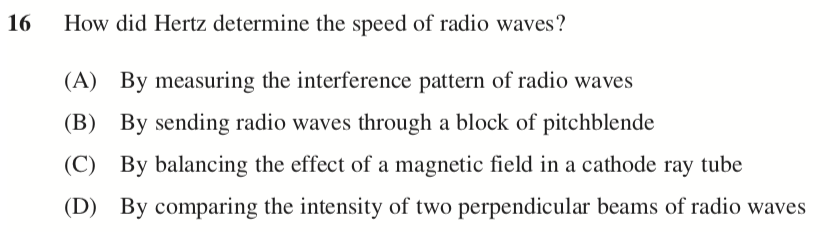 16 How did Hertz determine the speed of radio waves?
(A) By measuring the interference pattern of radio waves
(B) By sending radio waves through a block of pitchblende
(C) By balancing the effect of a magnetic field in a cathode ray tube
(D) By comparing the intensity of two perpendicular beams of radio waves